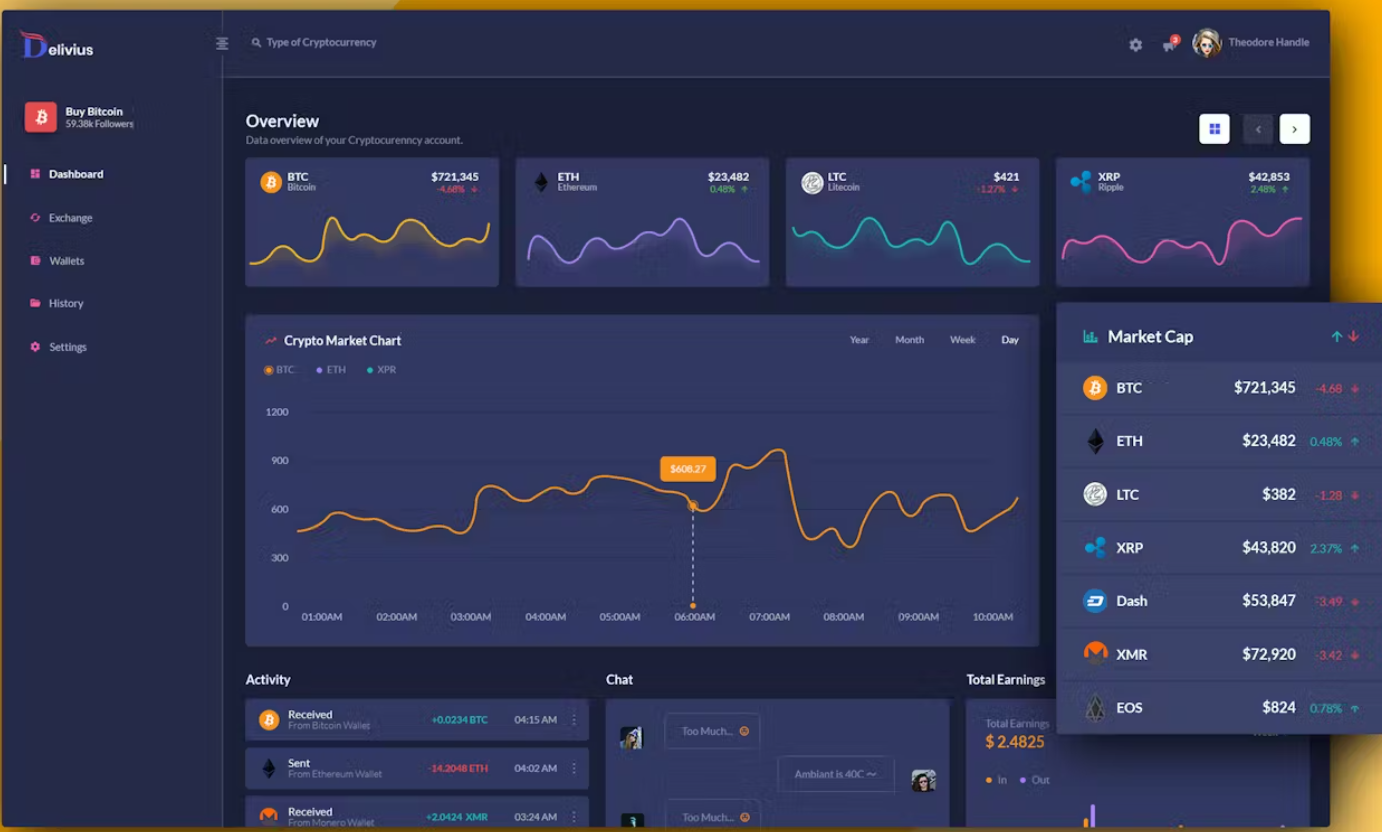 Delivius
Type of Cryptocurrency
3
Theodore Handle
Buy Bitcoin
59.38k Followers
Dashboard
Exchange
Wallets
History
Settings
Overview
Data overview of your Cryptocurenncy account.
BTC
Bitcoin
$721,345
-4,68%
ETH
Ethereum
$23,482
0.48%
LTC
Litecoin
$421
-1.27%
XRP
Ripple
$42,853
2.48%
Crypto Market Chart
Year Month Week Day
BTC ETH XPR
1200
900
600
300
0
$608.27
01:00AM 02:00AM 03:00AM 04:00AM 05:00AM 06:00AM 07:00AM 08:00AM 09:00AM 10:00AM
Market Cap
BTC $721,345 -4.68
ETH $23,482 0.48%
LTC $382 -1.28
XRP $43,820 2.37%
Dash $53,847 -3.49
XMR $72,920 -3.42
EOS $824 0.78%
Activity
Received
From Bitcoin Wallet
+0.0234 BTC 04:15 AM
Sent
From Ethereum Wallet
-14.2048 ETH 04:02 AM
Received
From Monero Wallet
+2.0424 XMR 03:24 AM
Chat
Too Much...
Ambiant is 40C ~
Too Much...
Total Earnings
Total Earnings
$ 2.4825
In Out